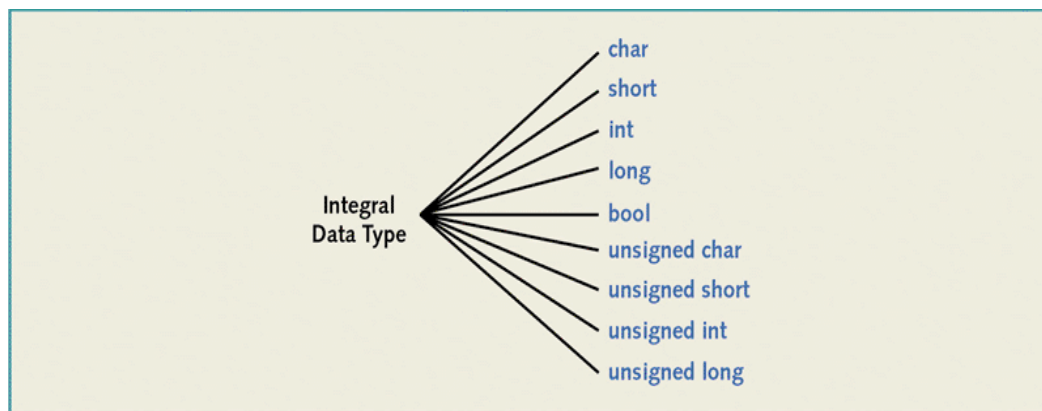 char
short
int
long
Integral
Data Type
bool
unsigned char
unsigned short
unsigned int
unsigned long